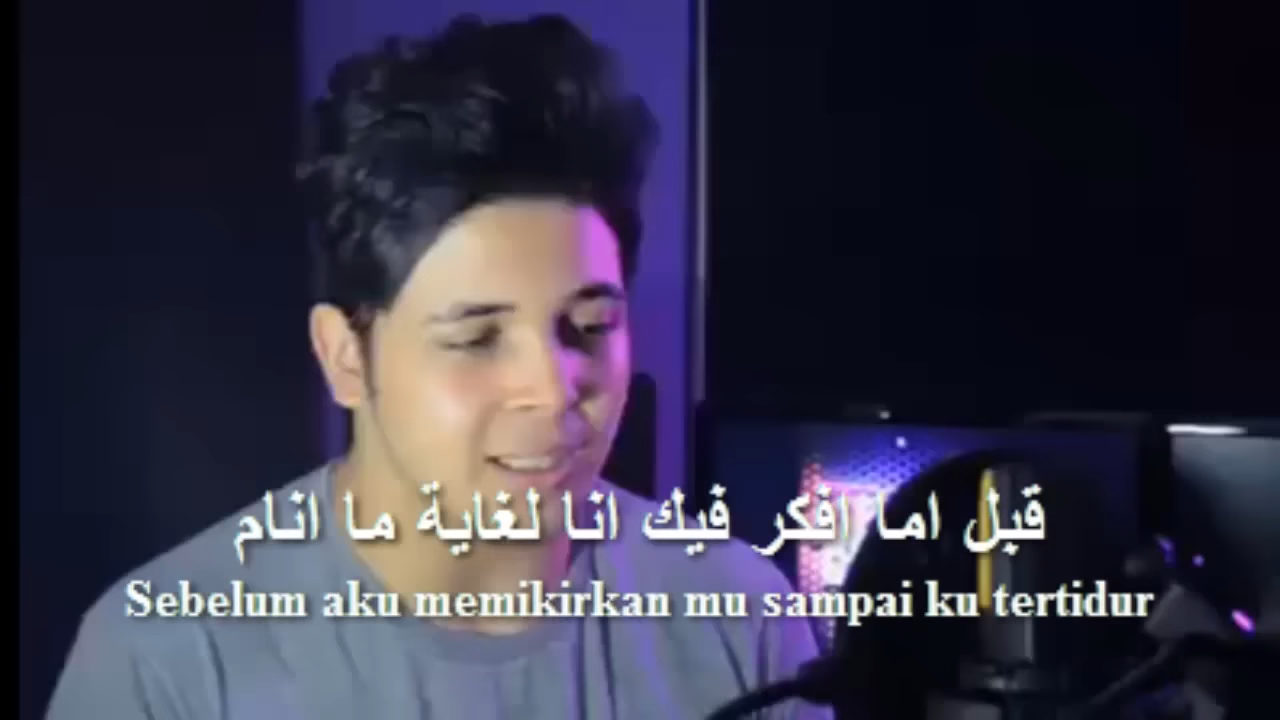 قبل اما افكر فيك انا لغاية ما انام
Sebelum aku memikirkan mu sampai ku tertidur